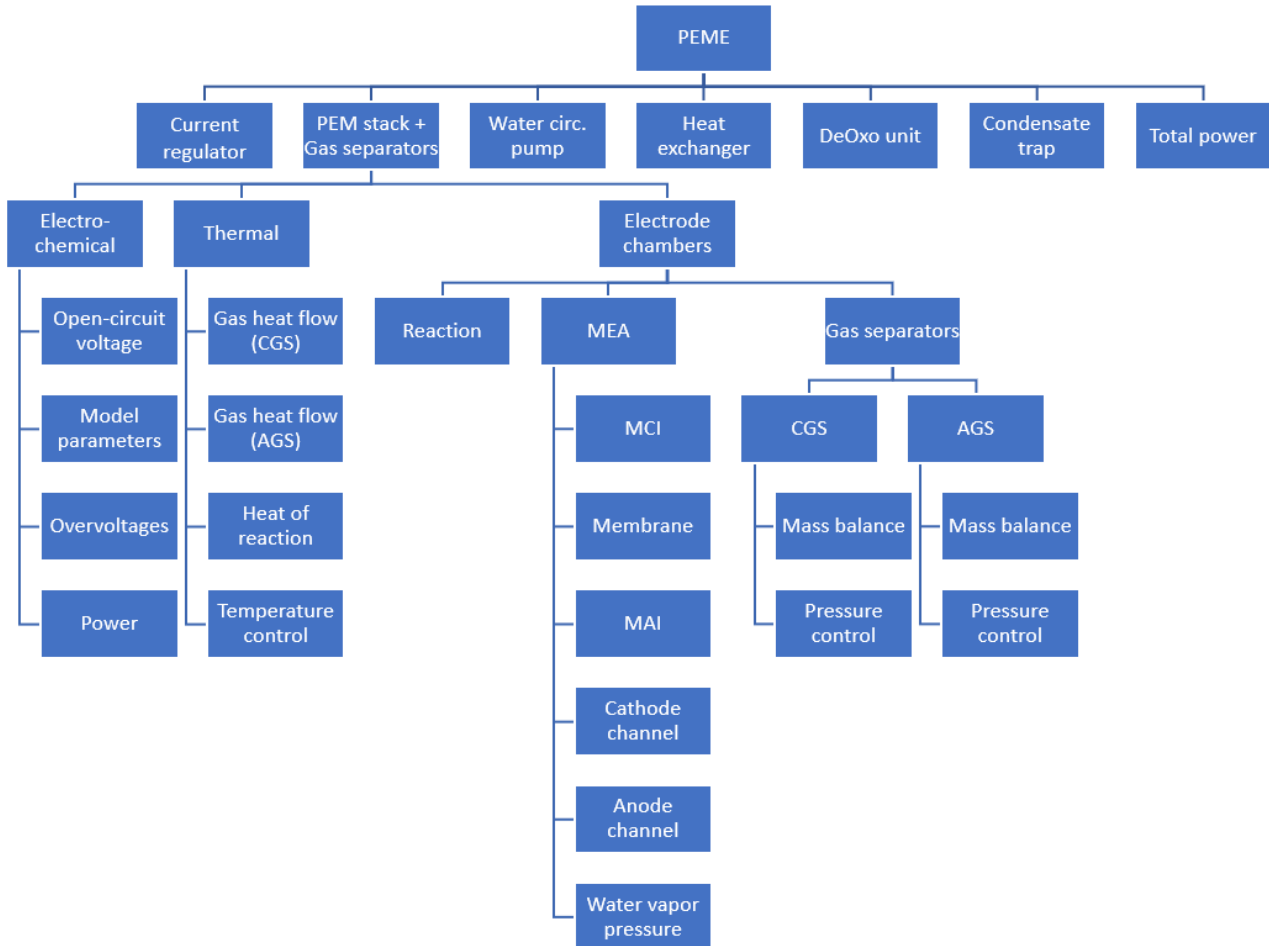 PEME
Current
regulator
PEM stack +
Gas separators
Water circ.
pump
Heat
exchanger
DeOxo unit
Condensate
trap
Total power
Electro-
chemical
Thermal
Electrode
chambers
Open-circuit
voltage
Model
parameters
Overvoltages
Power
Gas heat flow
(CGS)
Gas heat flow
(AGS)
Heat of
reaction
Temperature
control
Reaction
MEA
Gas separators
MCI
Membrane
MAI
Cathode
channel
Anode
channel
Water vapor
pressure
CGS
Mass balance
Pressure
control
AGS
Mass balance
Pressure
control